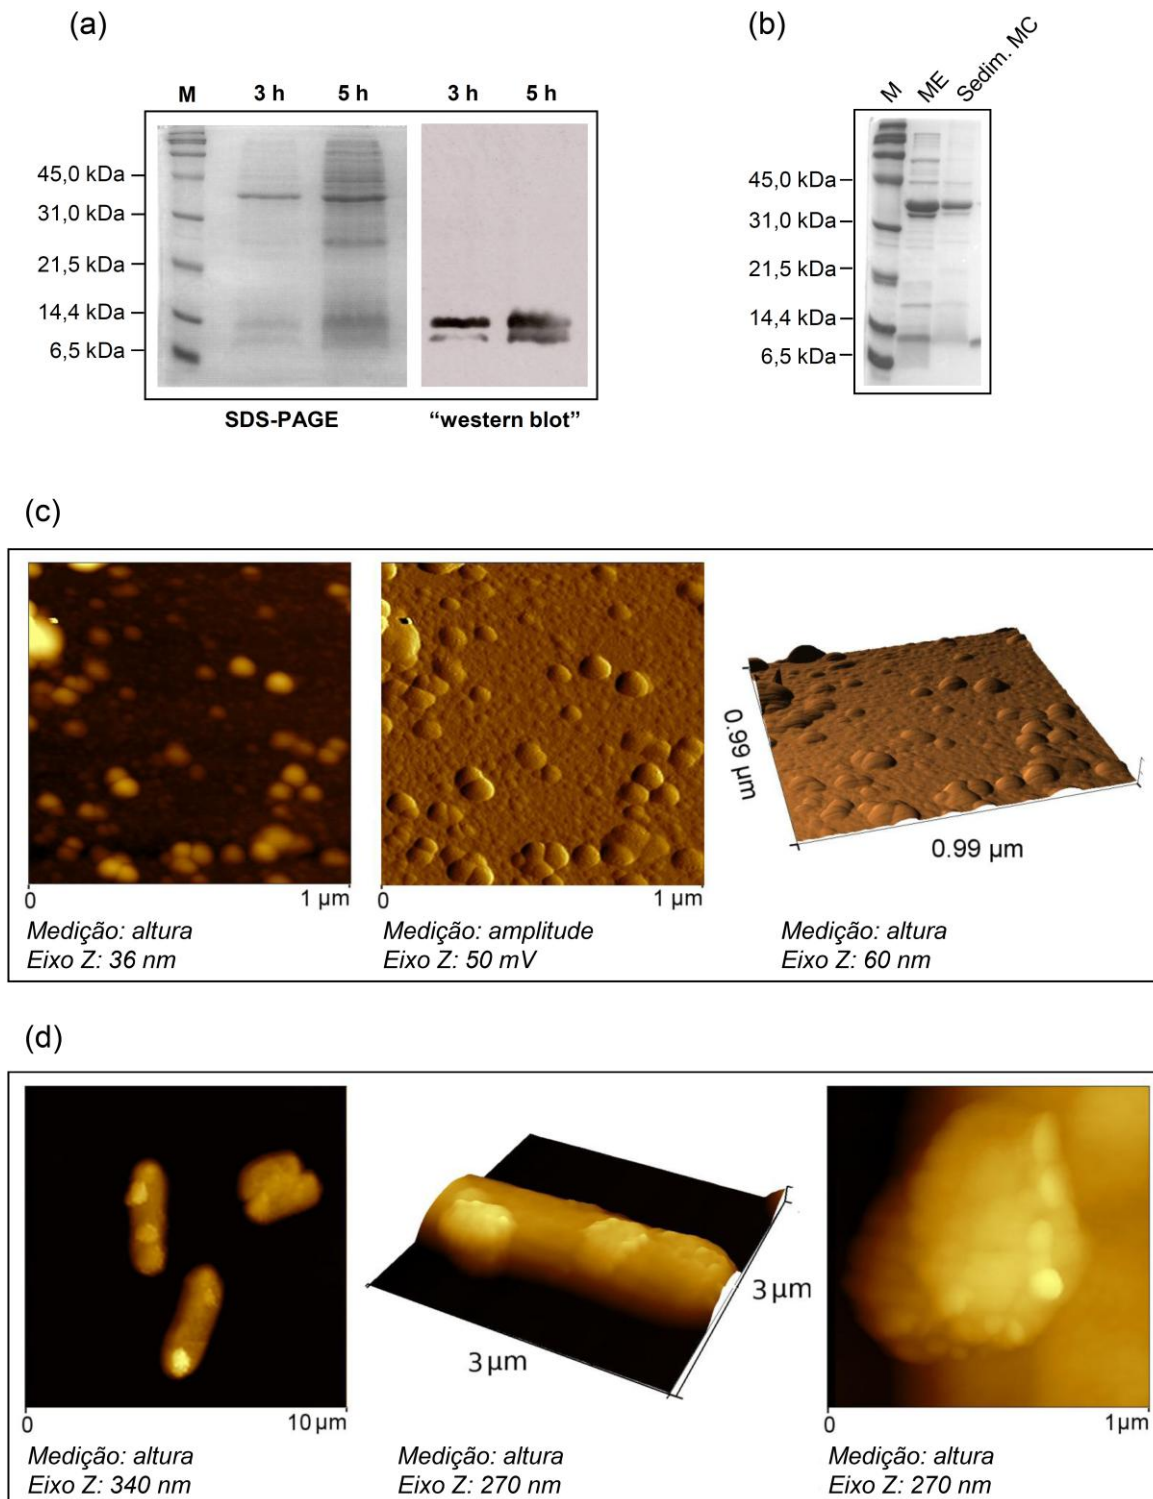 (a)
M 3 h 5 h 3 h 5 h
45,0 kDa
31,0 kDa
21,5 kDa
14,4 kDa
6,5 kDa
SDS-PAGE “western blot”
(b)
M ME Sedim. MC
45,0 kDa
31,0 kDa
21,5 kDa
14,4 kDa
6,5 kDa
(c)
0 1 µm
Medição: altura
Eixo Z: 36 nm
0 1 µm
Medição: amplitude
Eixo Z: 50 mV
0.99 µm
0.99 µm
Medição: altura
Eixo Z: 60 nm
(d)
0 10 µm
Medição: altura
Eixo Z: 340 nm
3 µm
3 µm
Medição: altura
Eixo Z: 270 nm
0 1µm
Medição: altura
Eixo Z: 270 nm